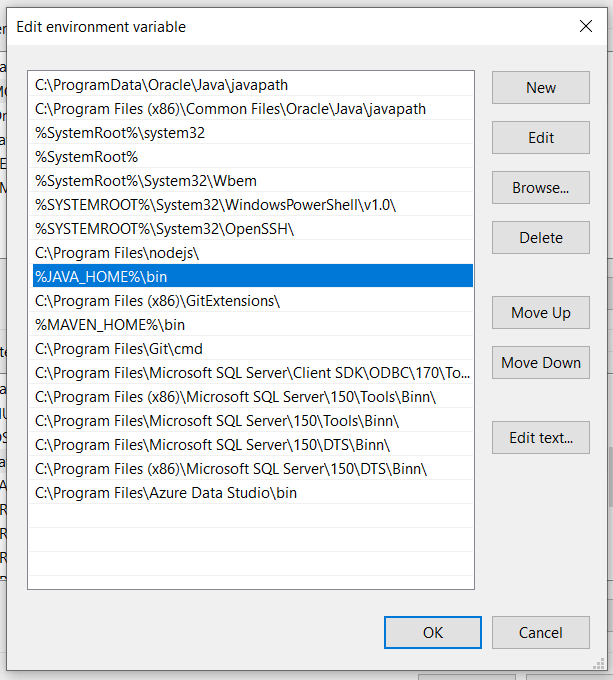 Edit environment variable
C:\ProgramData\Oracle\Java\javapath
C:\Program Files (x86)\Common Files\Oracle\Java\javapath
%SystemRoot%\system32
%SystemRoot%
%SystemRoot%\System32\Wbem
%SYSTEMROOT%\System32\WindowsPowerShell\v1.0\
%SYSTEMROOT%\System32\OpenSSH\
C:\Program Files\nodejs\
%JAVA_HOME%\bin
C:\Program Files (x86)\GitExtensions\
%MAVEN_HOME%\bin
C:\Program Files\Git\cmd
C:\Program Files\Microsoft SQL Server\Client SDK\ODBC\170\To...
C:\Program Files (x86)\Microsoft SQL Server\150\Tools\Binn\
C:\Program Files\Microsoft SQL Server\150\Tools\Binn\
C:\Program Files\Microsoft SQL Server\150\DTS\Binn\
C:\Program Files (x86)\Microsoft SQL Server\150\DTS\Binn\
C:\Program Files\Azure Data Studio\bin
New
Edit
Browse...
Delete
Move Up
Move Down
Edit text...
OK
Cancel